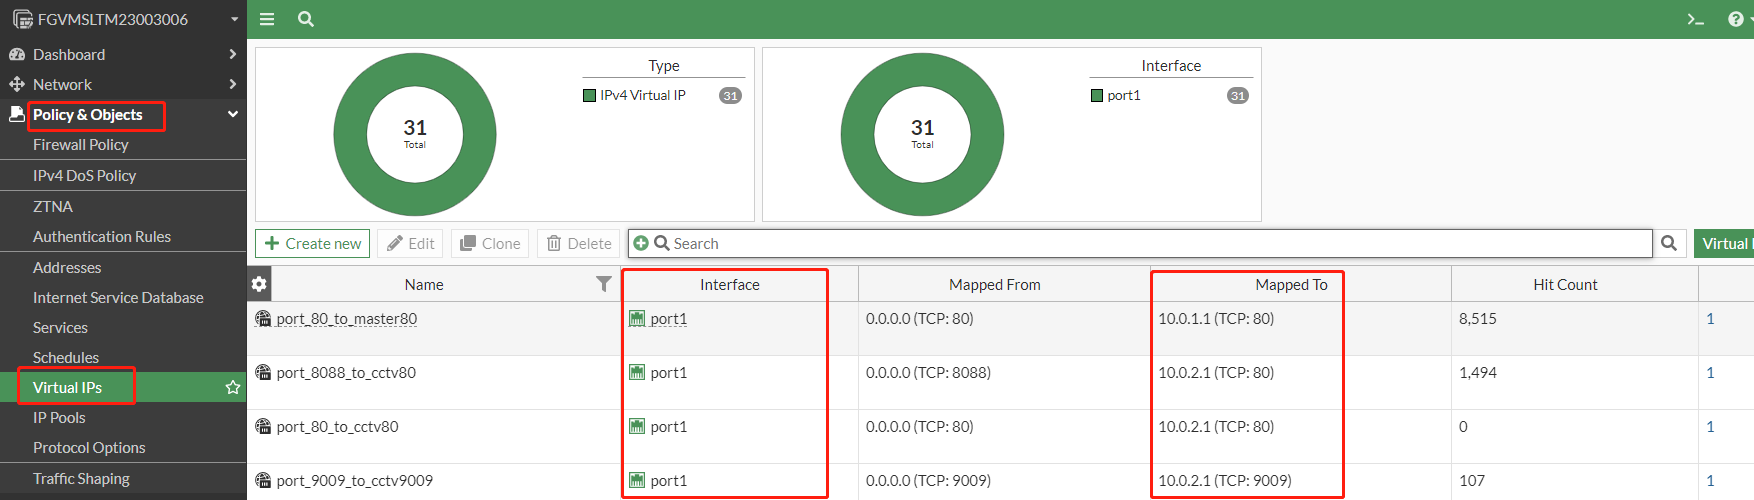 FGVMSLTM23003006
Dashboard
Network
Policy & Objects
Firewall Policy
IPv4 DoS Policy
ZTNA
Authentication Rules
Addresses
Internet Service Database
Services
Schedules
Virtual IPs
IP Pools
Protocol Options
Traffic Shaping
31
Total
Type
IPv4 Virtual IP 31
31
Total
Interface
port1 31
Create new Edit Clone Delete Search Virtual I
Name Interface Mapped From Mapped To Hit Count
port_80_to_master80 port1 0.0.0.0 (TCP: 80) 10.0.1.1 (TCP: 80) 8,515 1
port_8088_to_cctv80 port1 0.0.0.0 (TCP: 8088) 10.0.2.1 (TCP: 80) 1,494 1
port_80_to_cctv80 port1 0.0.0.0 (TCP: 80) 10.0.2.1 (TCP: 80) 0 1
port_9009_to_cctv9009 port1 0.0.0.0 (TCP: 9009) 10.0.2.1 (TCP: 9009) 107 1